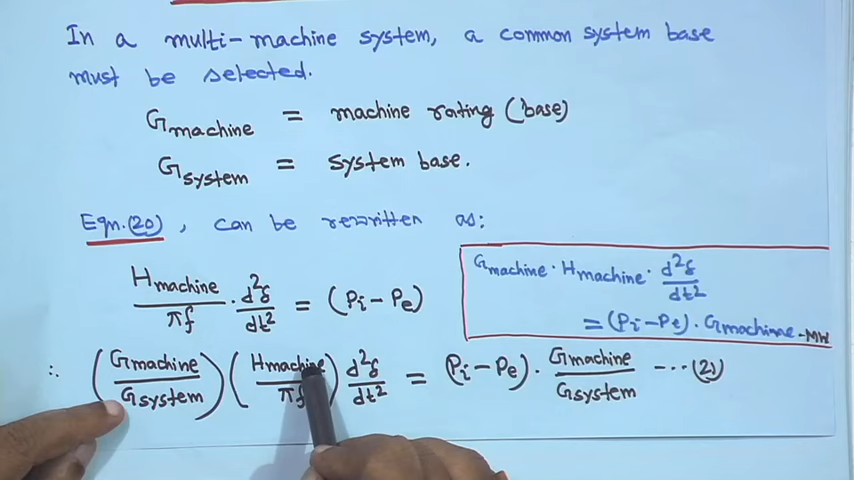 In a multi-machine system, a common system base
must be selected.
Gmachine = machine rating (base)
Gsystem = system base.
Eqn.(20), can be rewritten as:
Hmachine/πf · d²δ/dt² = (Pi - Pe)
Gmachine · Hmachine · d²δ/dt²
= (Pi - Pe) · Gmachine - MW
∴ (Gmachine/Gsystem) (Hmachine/πf) d²δ/dt² = (Pi - Pe) · Gmachine/Gsystem --- (21)